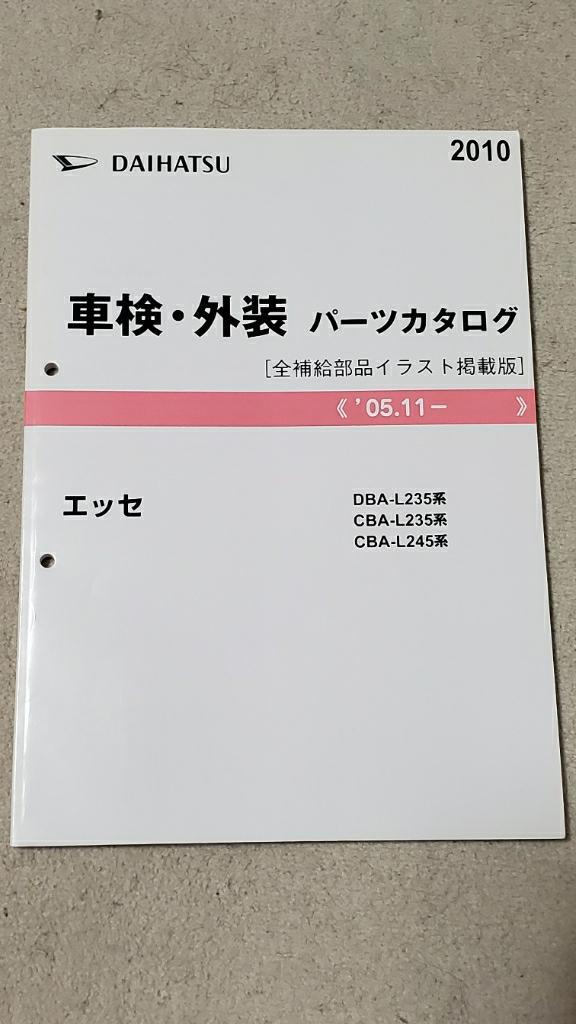 2010
DAIHATSU
車検・外装 パーツカタログ
[全補給部品イラスト掲載版]
《 '05.11− 》
エッセ
DBA-L235系
CBA-L235系
CBA-L245系